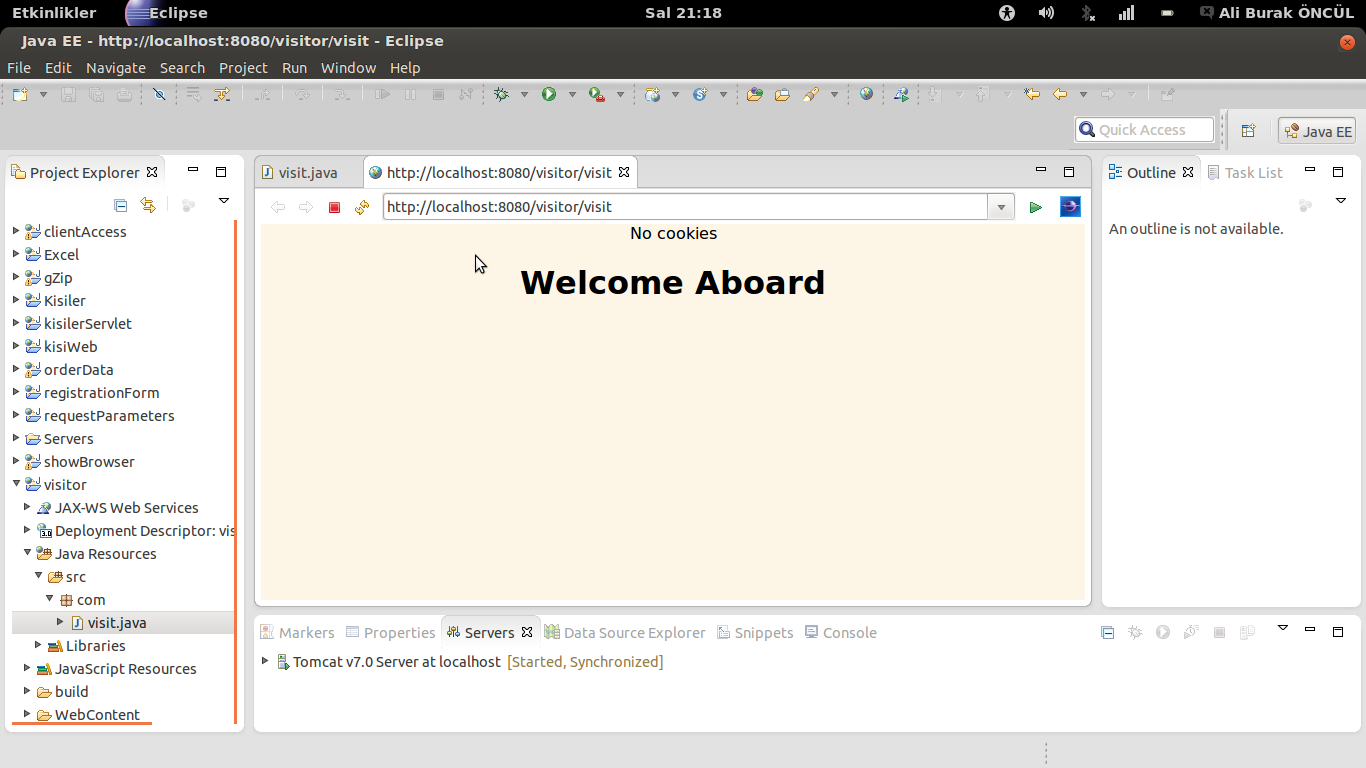 Etkinlikler Eclipse Sal 21:18 Ali Burak ÖNCÜL
Java EE - http://localhost:8080/visitor/visit - Eclipse
File Edit Navigate Search Project Run Window Help
Quick Access Java EE
Project Explorer
clientAccess
Excel
gZip
Kisiler
kisilerServlet
kisiWeb
orderData
registrationForm
requestParameters
Servers
showBrowser
visitor
JAX-WS Web Services
Deployment Descriptor: vis
Java Resources
src
com
visit.java
Libraries
JavaScript Resources
build
WebContent
visit.java http://localhost:8080/visitor/visit
http://localhost:8080/visitor/visit
No cookies
Welcome Aboard
Outline Task List
An outline is not available.
Markers Properties Servers Data Source Explorer Snippets Console
Tomcat v7.0 Server at localhost [Started, Synchronized]